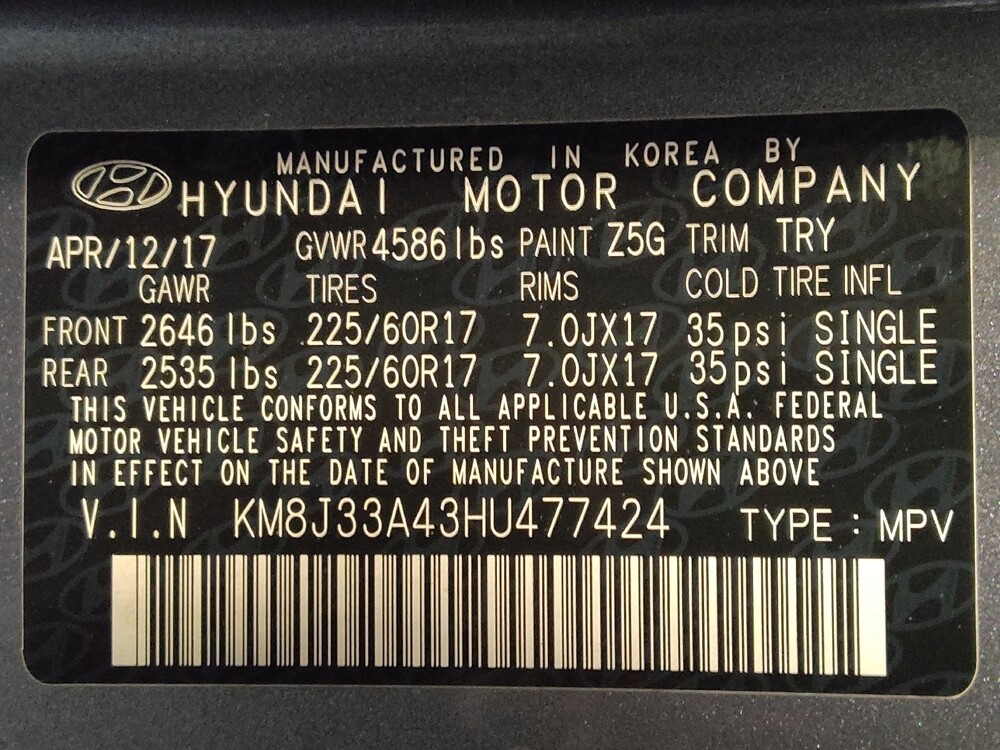 MANUFACTURED IN KOREA BY
HYUNDAI MOTOR COMPANY
APR/12/17 GVWR 4586 lbs PAINT Z5G TRIM TRY
GAWR TIRES RIMS COLD TIRE INFL
FRONT 2646 lbs 225/60R17 7.0JX17 35psi SINGLE
REAR 2535 lbs 225/60R17 7.0JX17 35psi SINGLE
THIS VEHICLE CONFORMS TO ALL APPLICABLE U.S.A. FEDERAL
MOTOR VEHICLE SAFETY AND THEFT PREVENTION STANDARDS
IN EFFECT ON THE DATE OF MANUFACTURE SHOWN ABOVE
V.I.N KM8J33A43HU477424 TYPE : MPV